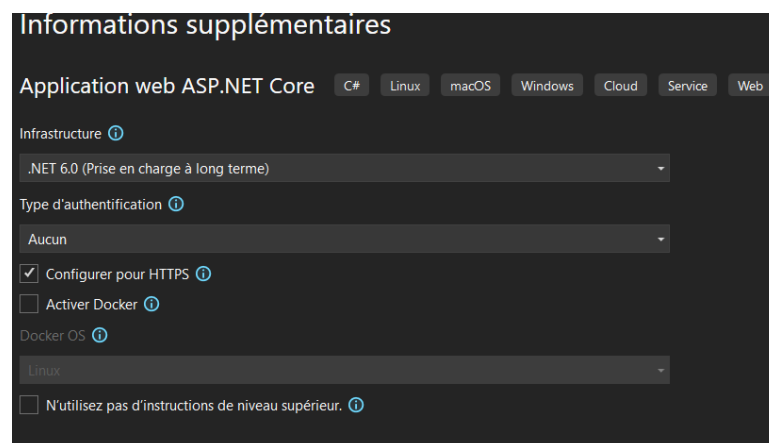 Informations supplémentaires
Application web ASP.NET Core C# Linux macOS Windows Cloud Service Web
Infrastructure
.NET 6.0 (Prise en charge à long terme)
Type d'authentification
Aucun
Configurer pour HTTPS
Activer Docker
Docker OS
Linux
N'utilisez pas d'instructions de niveau supérieur.